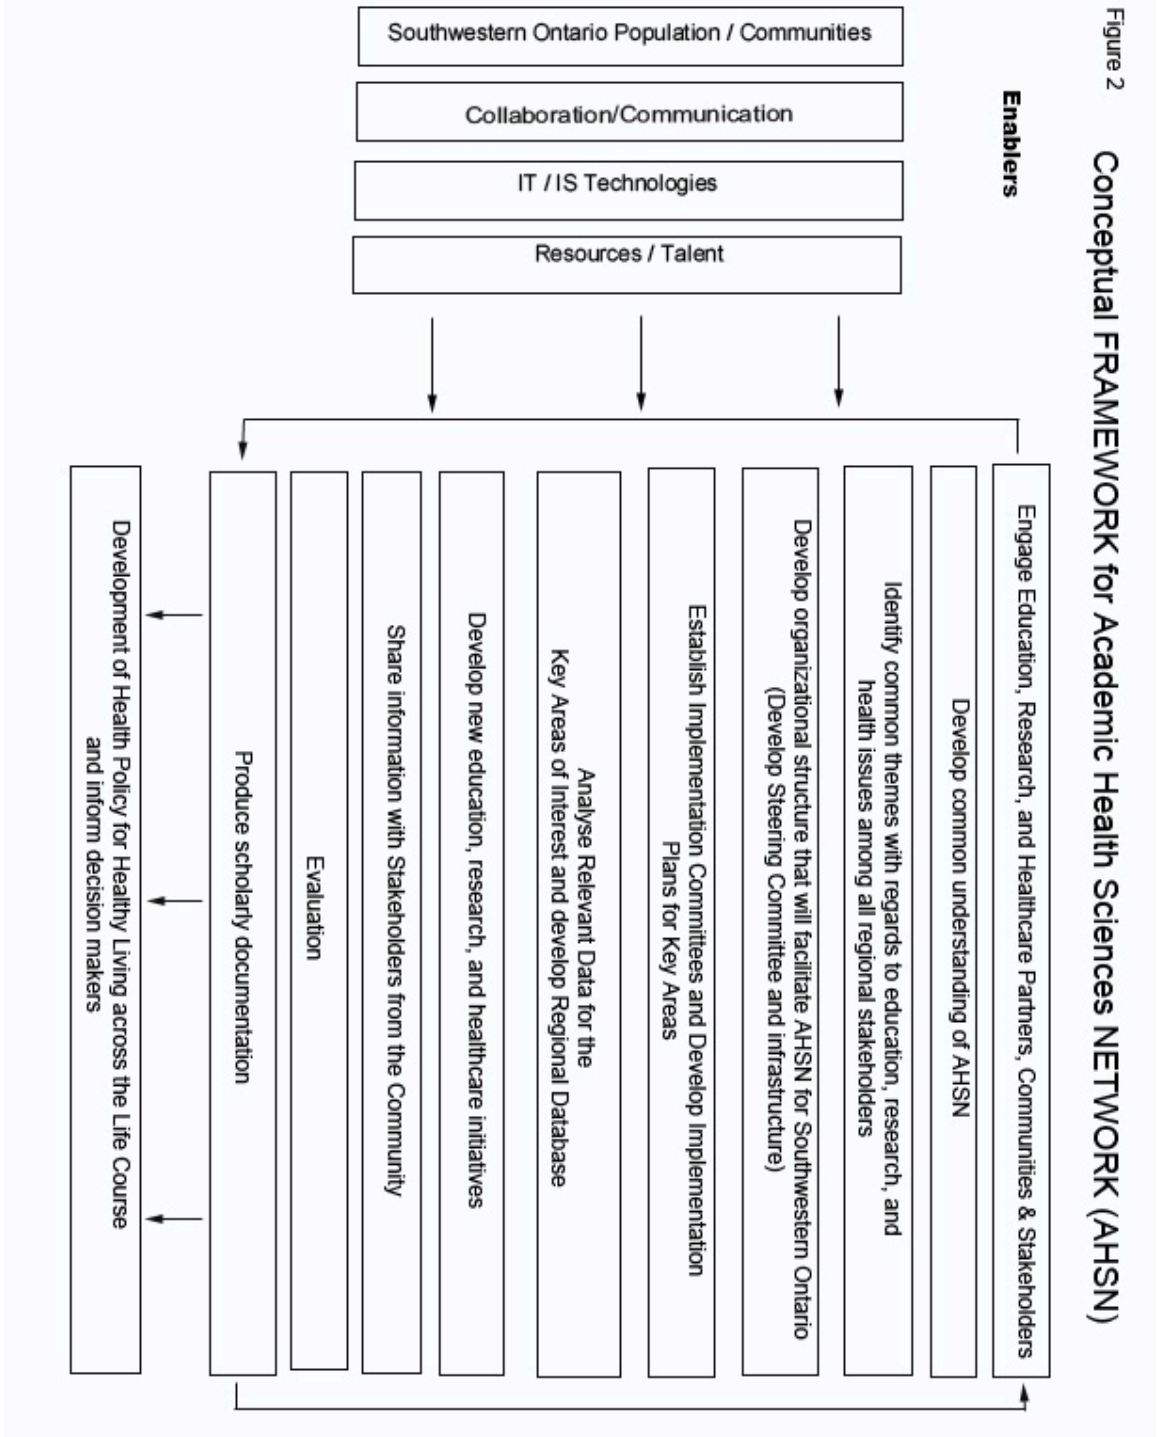 Figure 2
Conceptual FRAMEWORK for Academic Health Sciences NETWORK (AHSN)
Enablers
Southwestern Ontario Population / Communities
Collaboration/Communication
IT / IS Technologies
Resources / Talent
Engage Education, Research, and Healthcare Partners, Communities & Stakeholders
Develop common understanding of AHSN
Identify common themes with regards to education, research, and
health issues among all regional stakeholders
Develop organizational structure that will facilitate AHSN for Southwestern Ontario
(Develop Steering Committee and infrastructure)
Establish Implementation Committees and Develop Implementation
Plans for Key Areas
Analyse Relevant Data for the
Key Areas of Interest and develop Regional Database
Develop new education, research, and healthcare initiatives
Share information with Stakeholders from the Community
Evaluation
Produce scholarly documentation
Development of Health Policy for Healthy Living across the Life Course
and inform decision makers